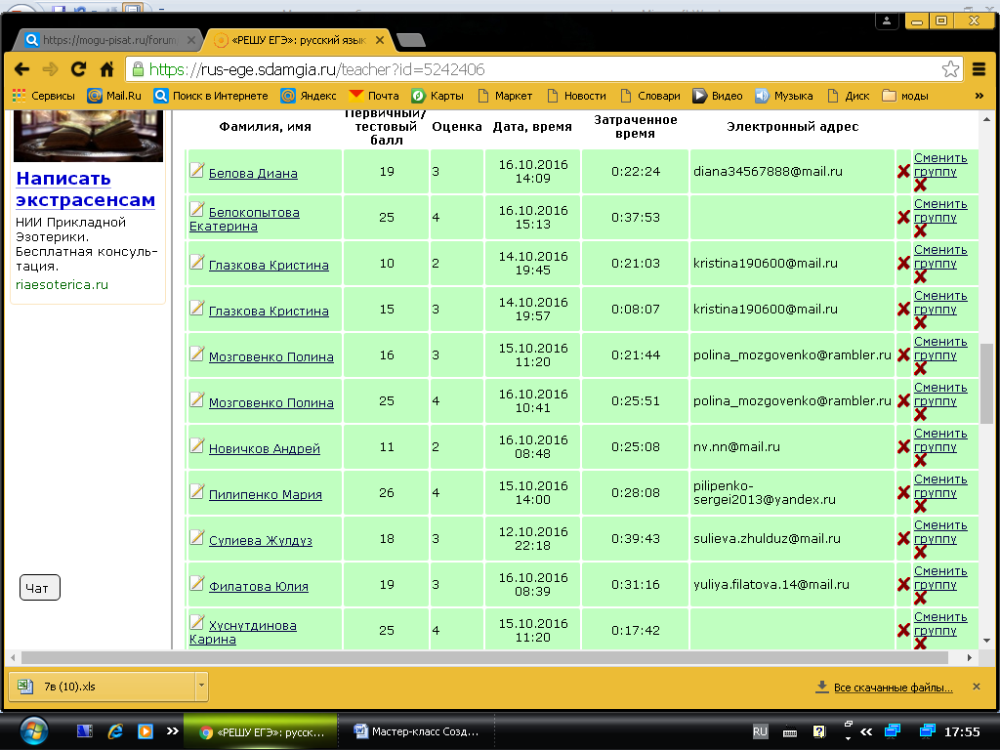 https://mogu-pisat.ru/forum
«РЕШУ ЕГЭ»: русский язык
https://rus-ege.sdamgia.ru/teacher?id=5242406
Сервисы Mail.Ru Поиск в Интернете Яндекс Почта Карты Маркет Новости Словари Видео Музыка Диск моды »
Написать
экстрасенсам
НИИ Прикладной
Эзотерики.
Бесплатная консуль-
тация.
riaesoterica.ru
Чат
Фамилия, имя Первичный/ тестовый балл Оценка Дата, время Затраченное время Электронный адрес
Белова Диана 19 3 16.10.2016 14:09 0:22:24 diana34567888@mail.ru Сменить группу
Белокопытова Екатерина 25 4 16.10.2016 15:13 0:37:53 Сменить группу
Глазкова Кристина 10 2 14.10.2016 19:45 0:21:03 kristina190600@mail.ru Сменить группу
Глазкова Кристина 15 3 14.10.2016 19:57 0:08:07 kristina190600@mail.ru Сменить группу
Мозговенко Полина 16 3 15.10.2016 11:20 0:21:44 polina_mozgovenko@rambler.ru Сменить группу
Мозговенко Полина 25 4 16.10.2016 10:41 0:25:51 polina_mozgovenko@rambler.ru Сменить группу
Новичков Андрей 11 2 16.10.2016 08:48 0:25:08 nv.nn@mail.ru Сменить группу
Пилипенко Мария 26 4 15.10.2016 14:00 0:28:08 pilipenko-sergei2013@yandex.ru Сменить группу
Сулиева Жулдуз 18 3 12.10.2016 22:18 0:39:43 sulieva.zhulduz@mail.ru Сменить группу
Филатова Юлия 19 3 16.10.2016 08:39 0:31:16 yuliya.filatova.14@mail.ru Сменить группу
Хуснутдинова Карина 25 4 15.10.2016 11:20 0:17:42 Сменить группу
7в (10).xls
Все скачанные файлы...
«РЕШУ ЕГЭ»: русск...
Мастер-класс Созд...
RU
17:55